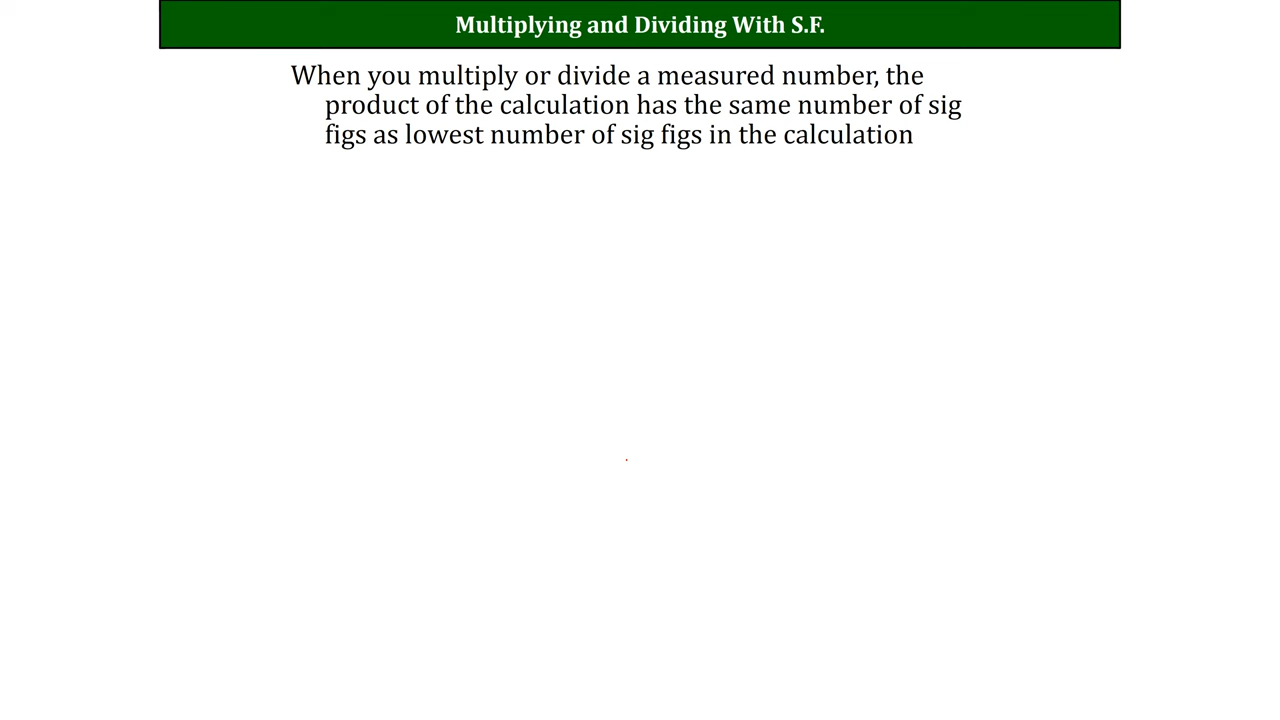 Multiplying and Dividing With S.F.
When you multiply or divide a measured number, the
product of the calculation has the same number of sig
figs as lowest number of sig figs in the calculation